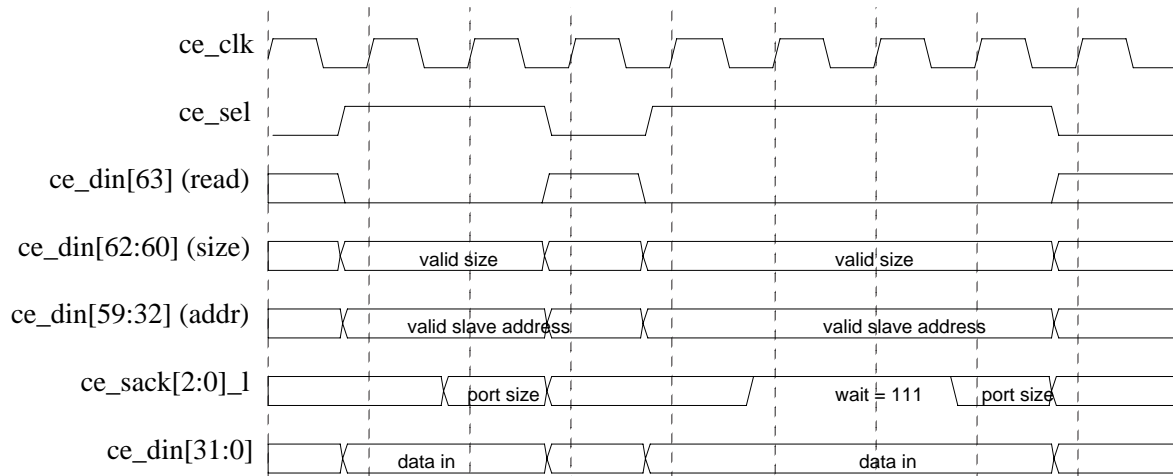 ce_clk
ce_sel
ce_din[63] (read)
ce_din[62:60] (size)
valid size
valid size
ce_din[59:32] (addr)
valid slave address
valid slave address
ce_sack[2:0]_l
port size
wait = 111
port size
ce_din[31:0]
data in
data in